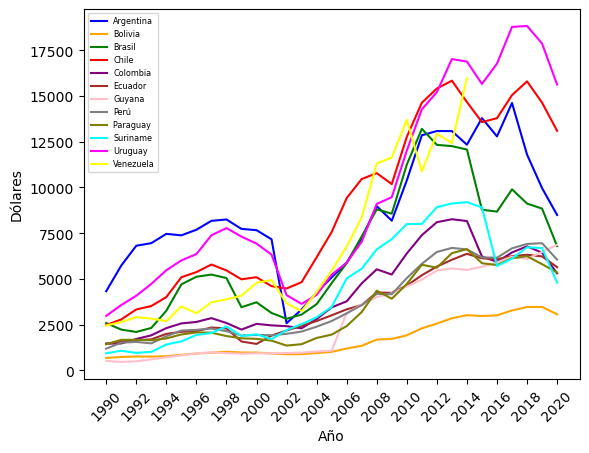 Argentina
Bolivia
Brasil
Chile
Colombia
Ecuador
Guyana
Perú
Paraguay
Suriname
Uruguay
Venezuela
17500
15000
12500
10000
7500
5000
2500
0
Dólares
1990
1992
1994
1996
1998
2000
2002
2004
2006
2008
2010
2012
2014
2016
2018
2020
Año